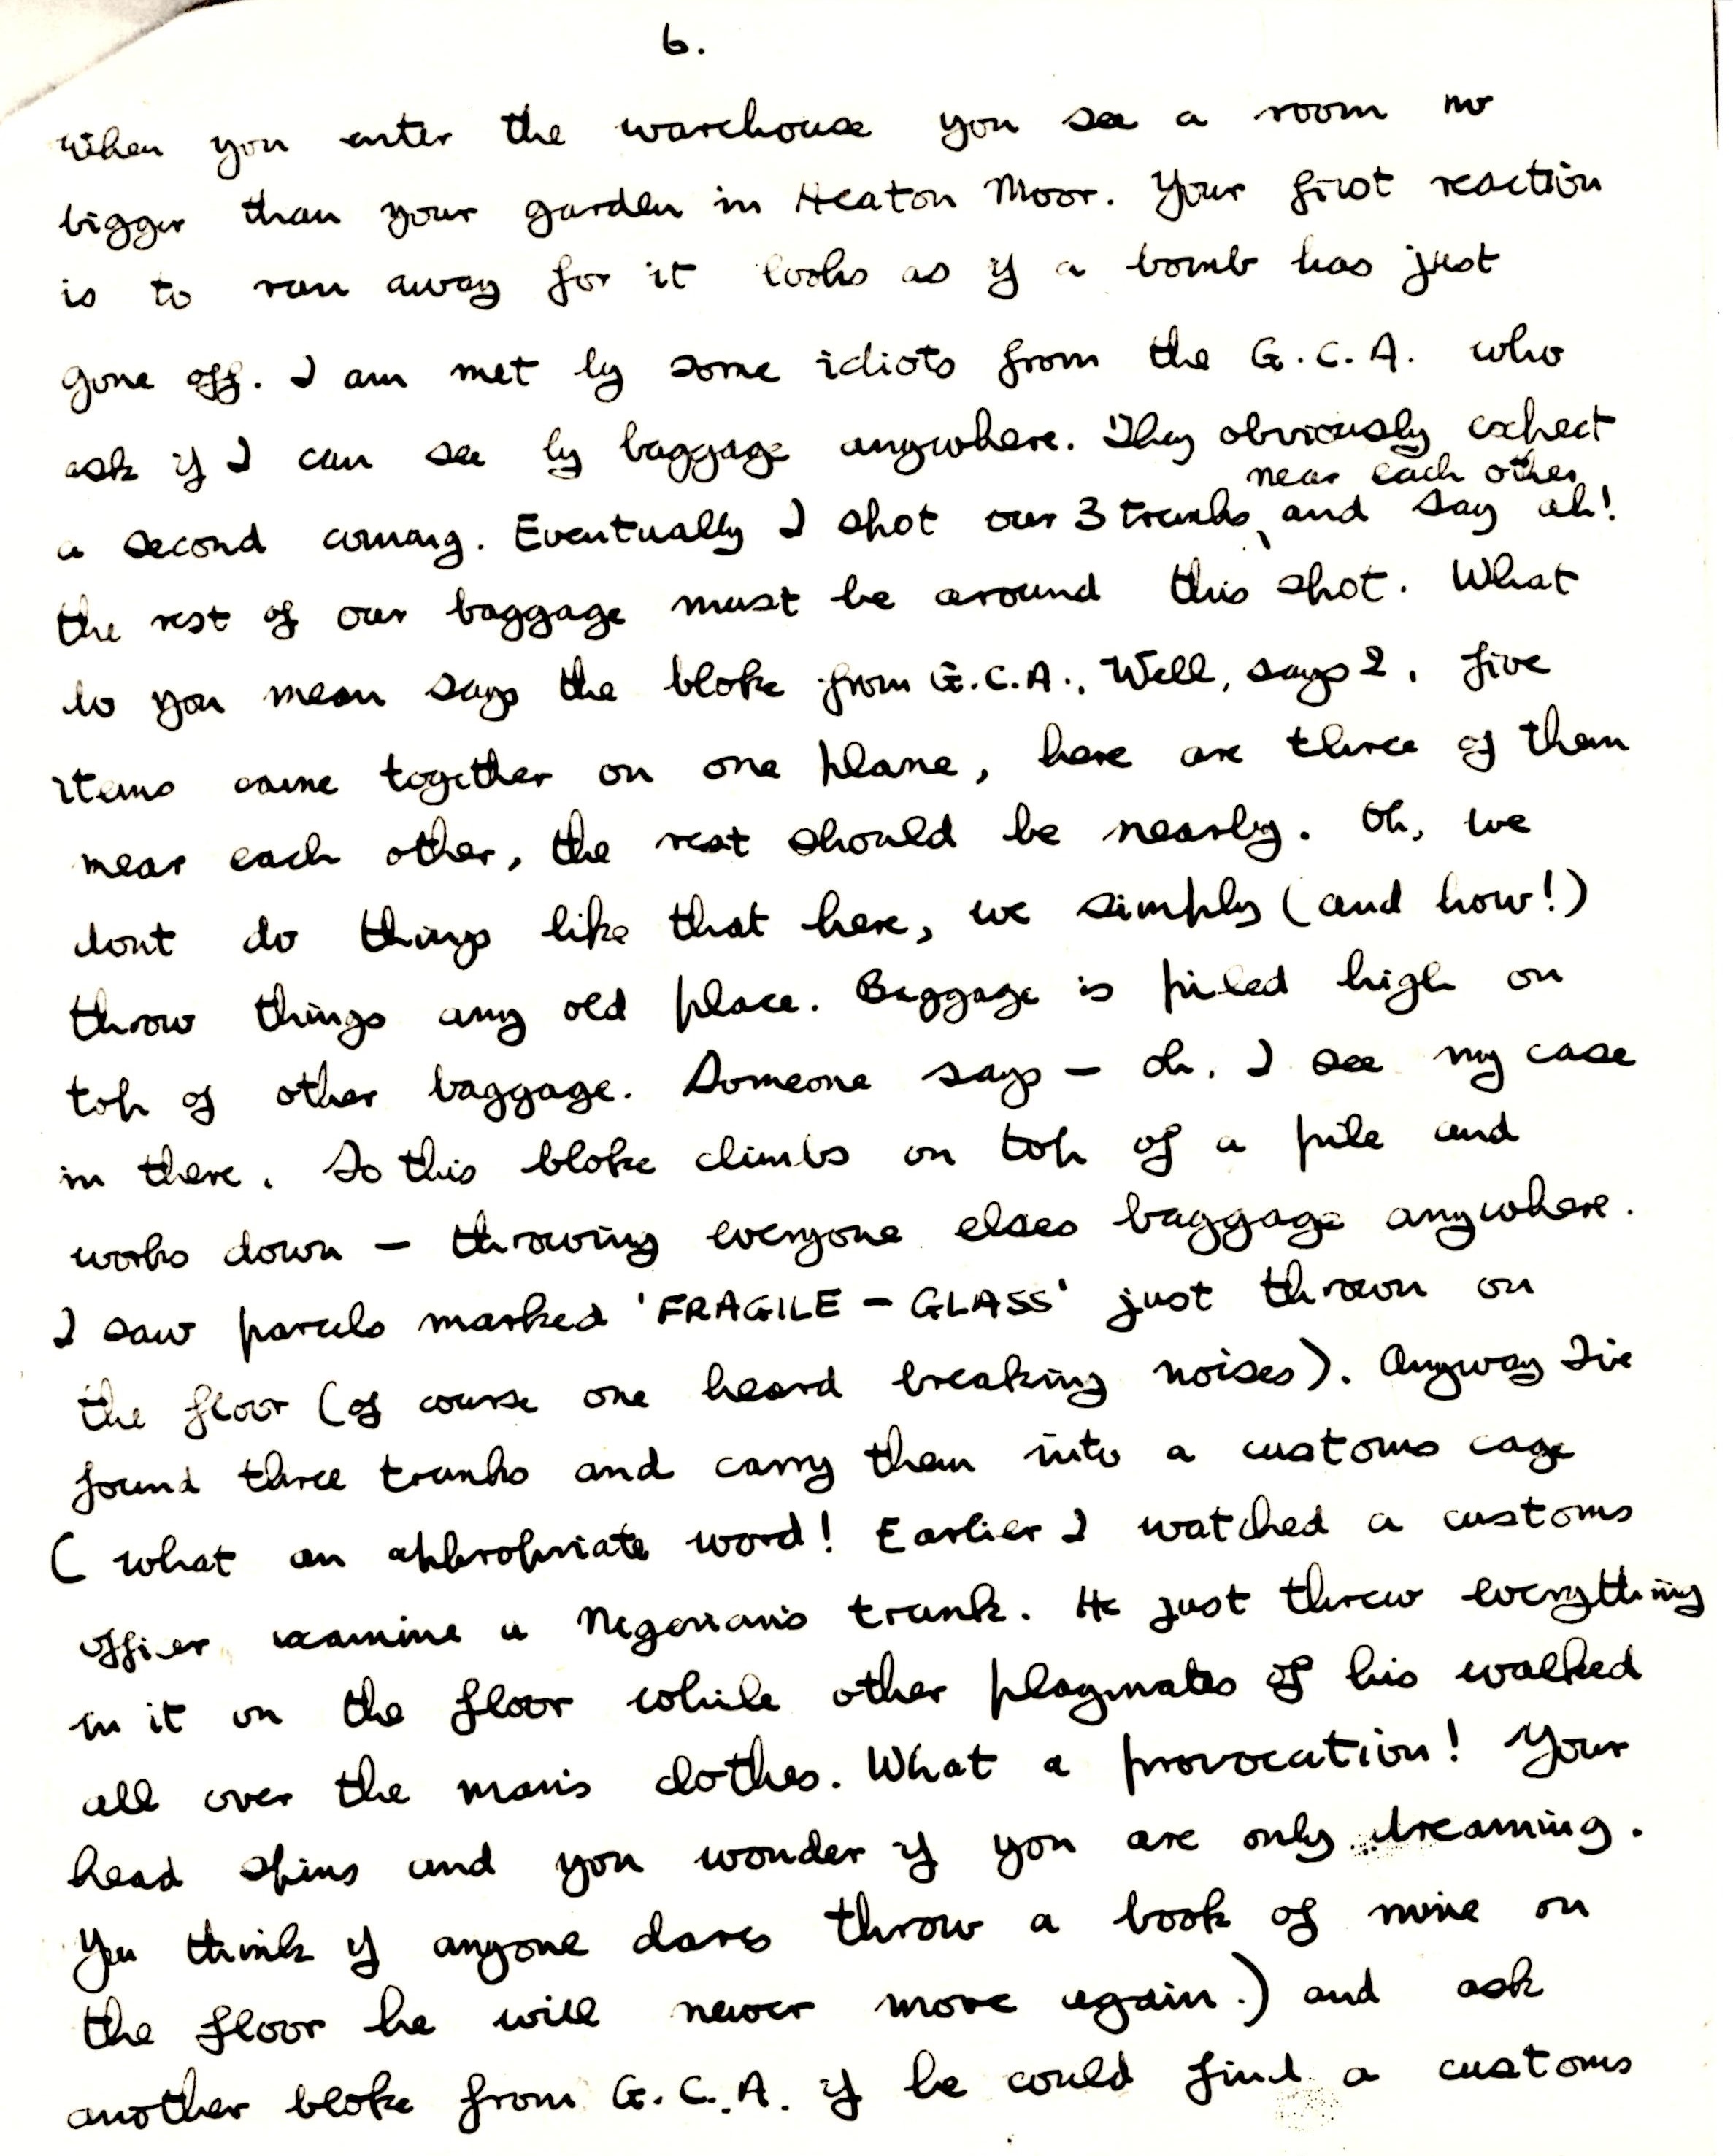 6.
When you enter the warehouse you see a room no
bigger than your garden in Heaton Moor. Your first reaction
is to run away for it looks as if a bomb has just
gone off. I am met by some idiots from the G.C.A. who
ask if I can see by baggage anywhere. They obviously expect
near each other
a second coming. Eventually I spot our 3 trunks and say ah!
the rest of our baggage must be around this spot. What
do you mean says the bloke from G.C.A., Well, says I, five
items came together on one plane, here are three of them
near each other, the rest should be nearby. Oh, we
dont do things like that here, we simply (and how!)
throw things any old place. Baggage is piled high on
top of other baggage. Someone says - oh, I see my case
in there. So this bloke climbs on top of a pile and
works down - throwing everyone elses baggage anywhere.
I saw parcels marked 'FRAGILE - GLASS' just thrown on
the floor (of course one heard breaking noises). Anyway I've
found three trunks and carry them into a customs cage
(what an appropriate word! Earlier I watched a customs
officer examine a Nigerian's trunk. He just threw everything
in it on the floor while other playmates of his walked
all over the man's clothes. What a provocation! Your
head spins and you wonder if you are only dreaming.
You think if anyone dares throw a book of mine on
the floor he will never move again.) and ask
another bloke from G.C.A. if he could find a customs